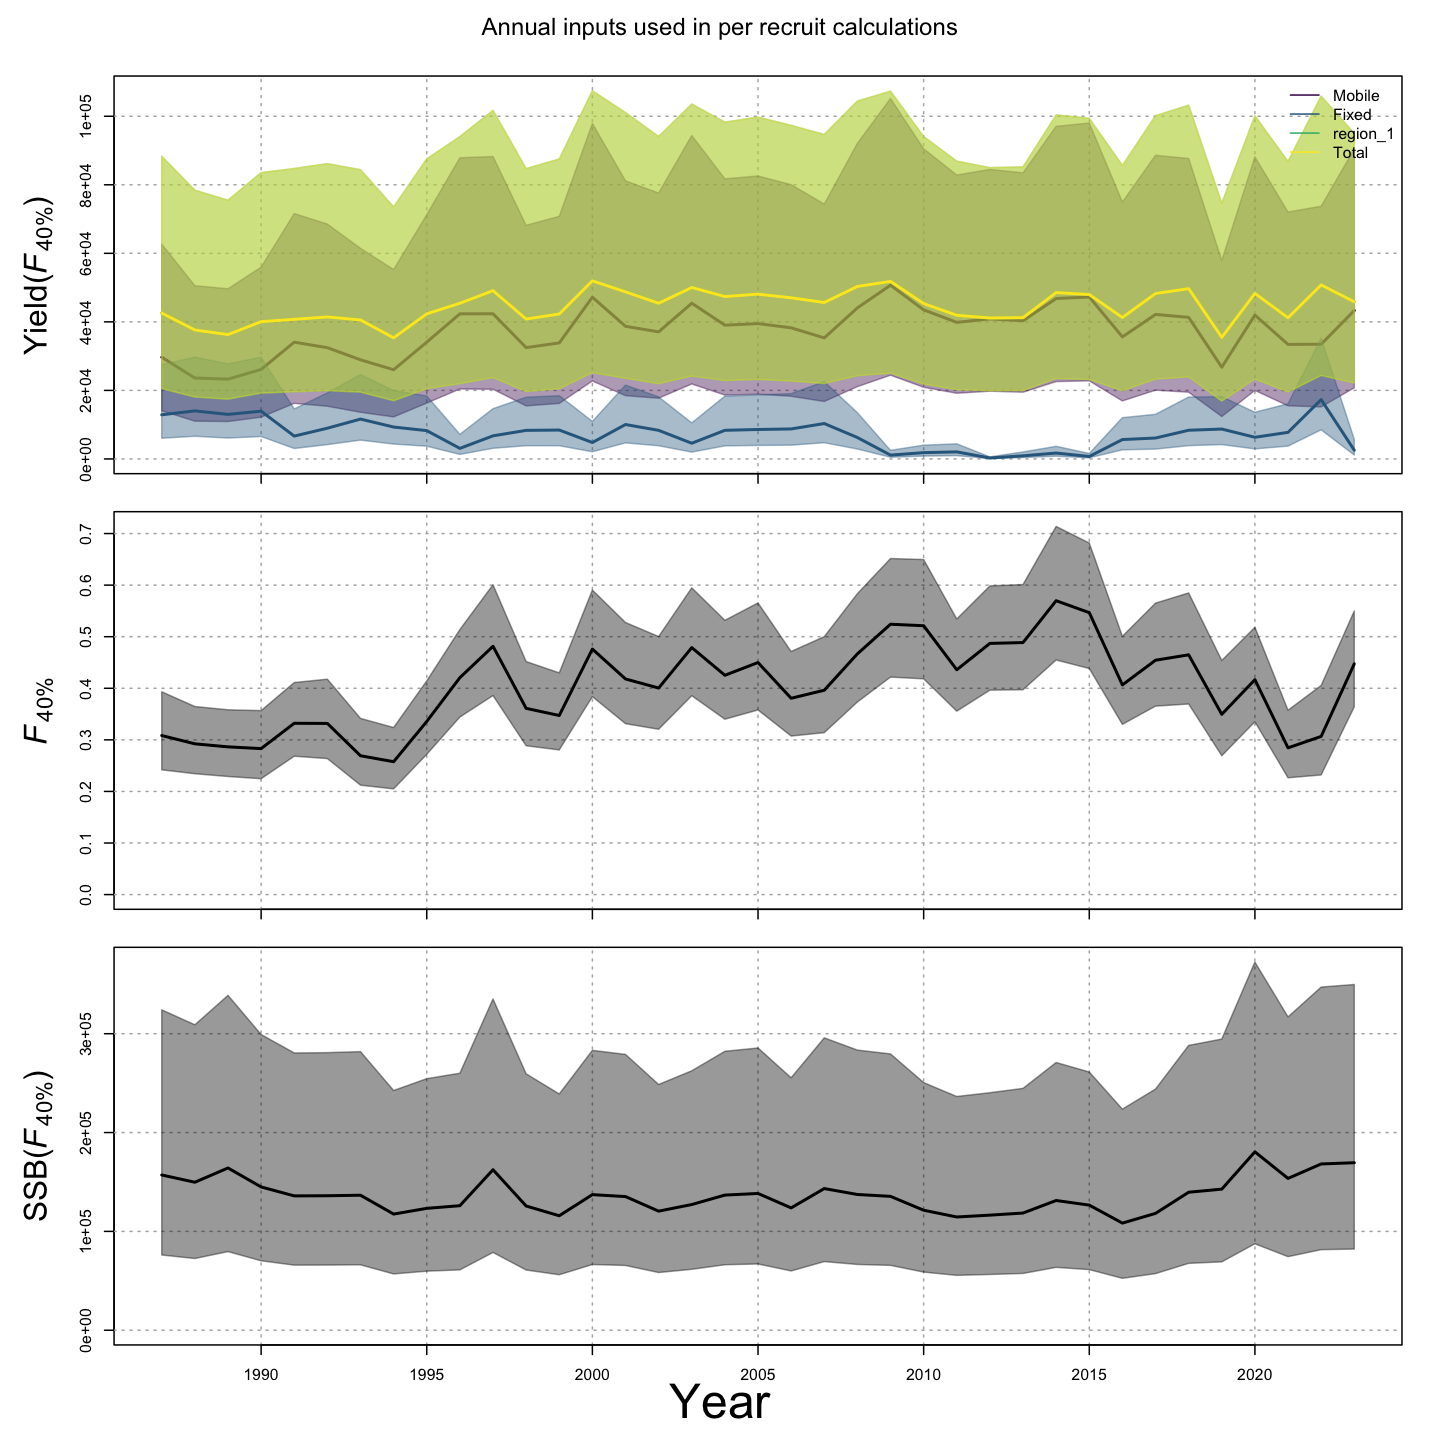 Annual inputs used in per recruit calculations
Yield(F40%)
1e+05
8e+04
6e+04
4e+04
2e+04
0e+00
Mobile
Fixed
region_1
Total
F40%
0.7
0.6
0.5
0.4
0.3
0.2
0.1
0.0
SSB(F40%)
3e+05
2e+05
1e+05
0e+00
1990 1995 2000 2005 2010 2015 2020
Year